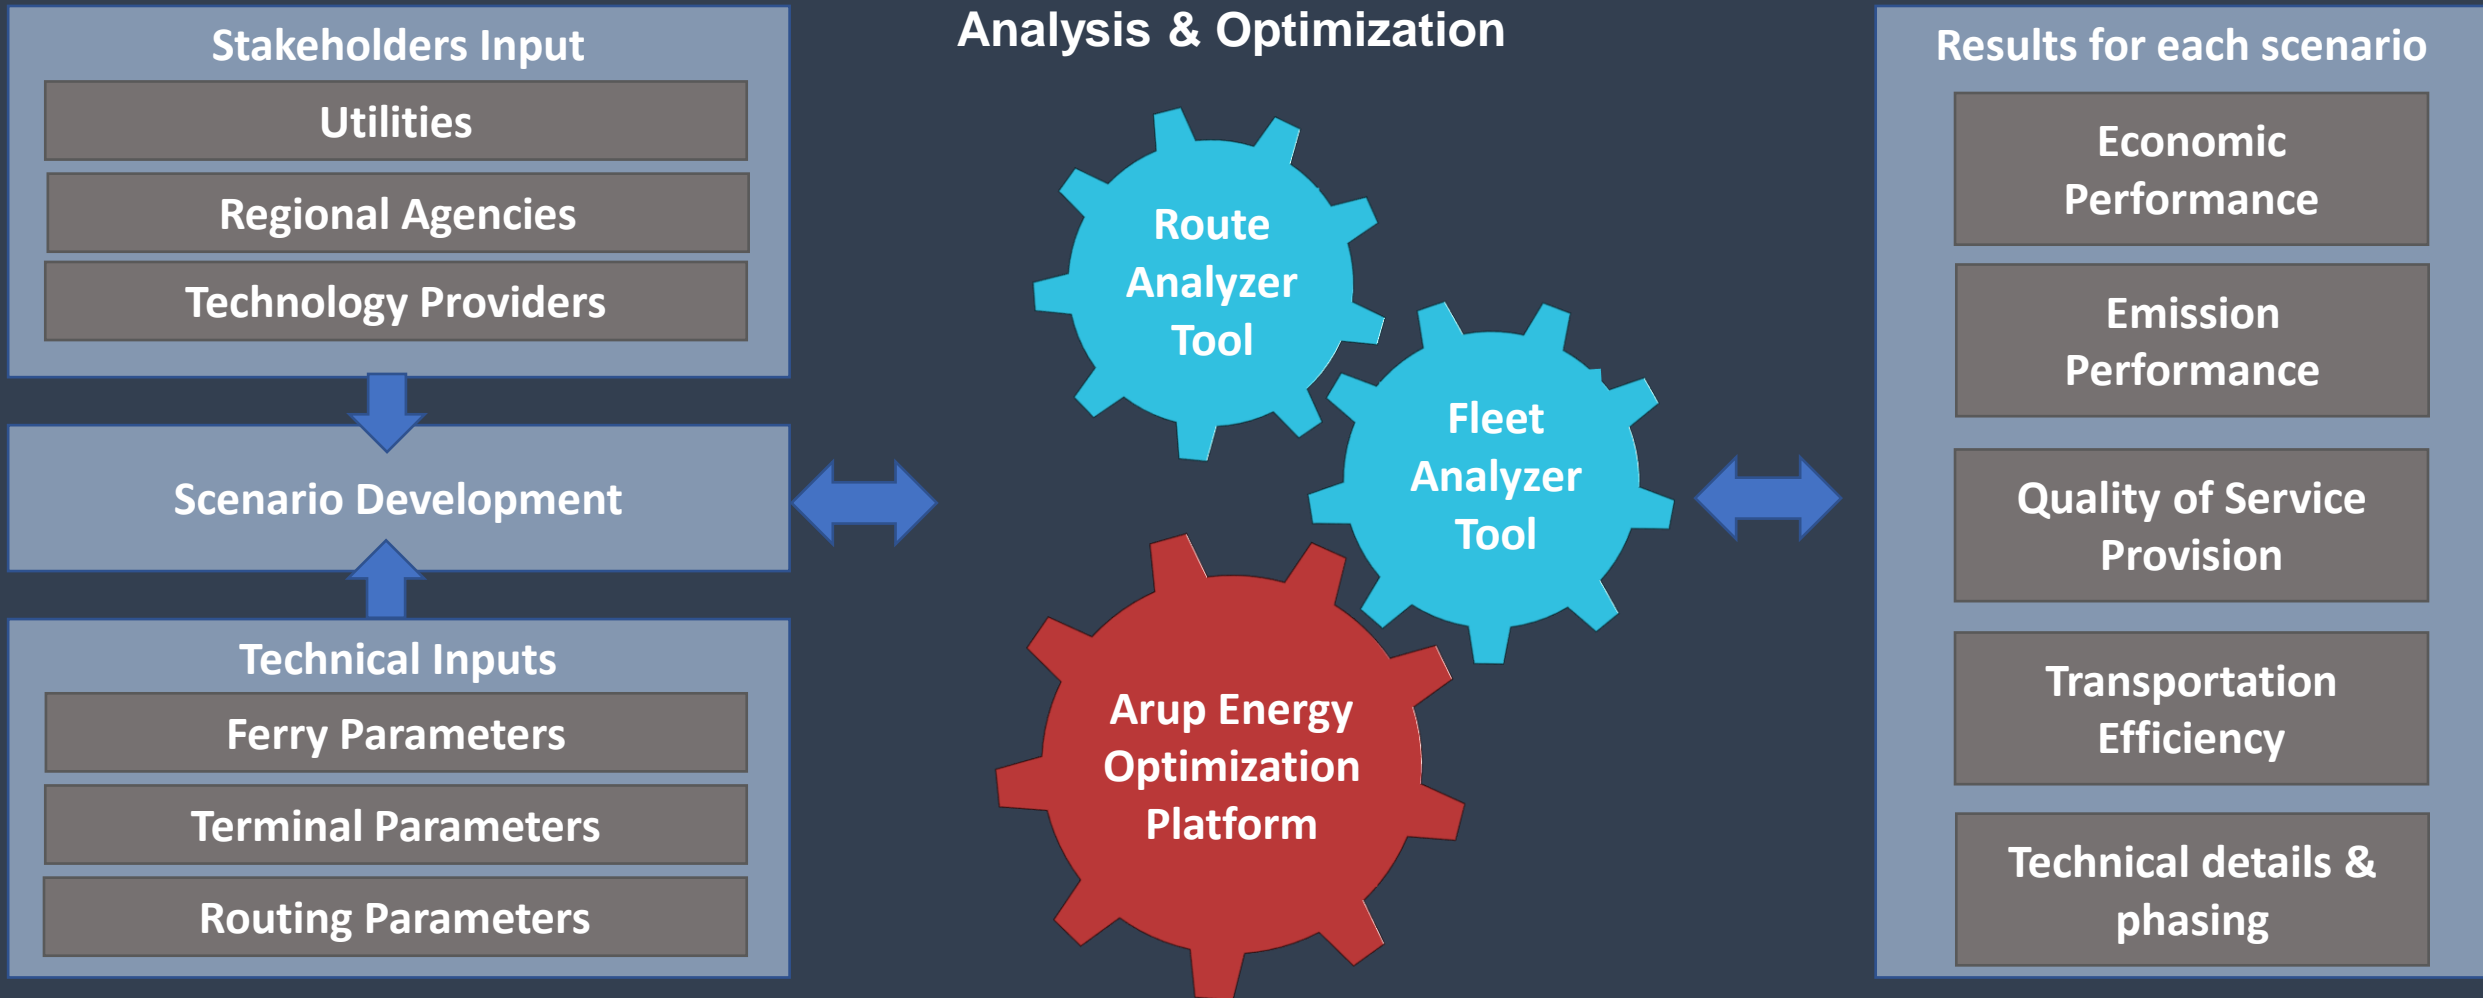 Stakeholders Input
Utilities
Regional Agencies
Technology Providers
Scenario Development
Technical Inputs
Ferry Parameters
Terminal Parameters
Routing Parameters
Analysis & Optimization
Route
Analyzer
Tool
Fleet
Analyzer
Tool
Arup Energy
Optimization
Platform
Results for each scenario
Economic
Performance
Emission
Performance
Quality of Service
Provision
Transportation
Efficiency
Technical details &
phasing